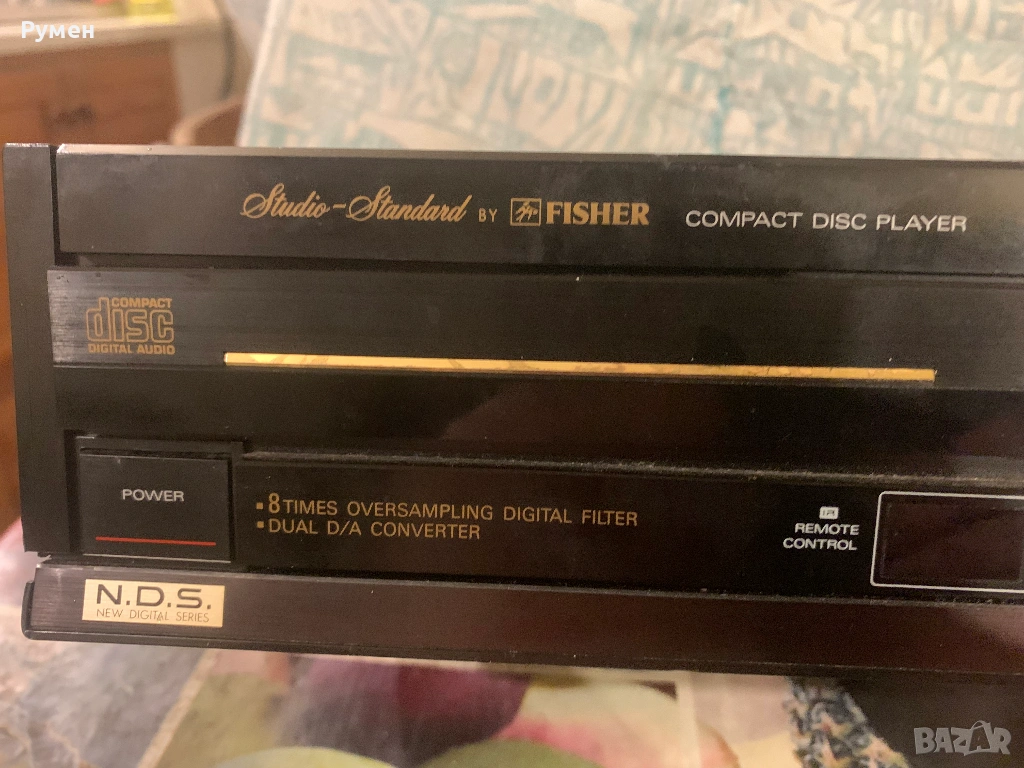 Румен
Studio-Standard BY FISHER COMPACT DISC PLAYER
COMPACT
disc
DIGITAL AUDIO
POWER
▪8 TIMES OVERSAMPLING DIGITAL FILTER
▪DUAL D/A CONVERTER
REMOTE
CONTROL
N.D.S.
NEW DIGITAL SERIES
BAZAR